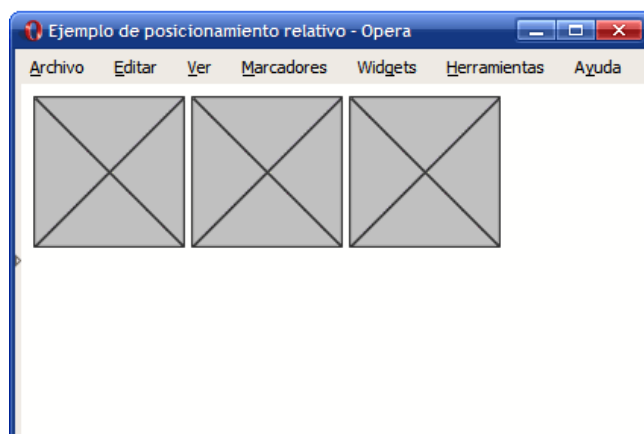 Ejemplo de posicionamiento relativo - Opera
Archivo Editar Ver Marcadores Widgets Herramientas Ayuda